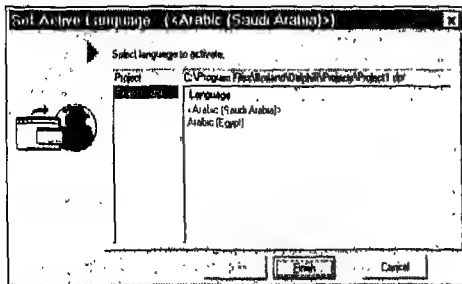 Set Active Language - (<Arabic (Saudi Arabia)>)
Select language to activate.
Project
C:\Program Files\Borland\Delphi6\Projects\Project1.dpr
Language
<Arabic (Saudi Arabia)>
Arabic (Egypt)
Finish
Cancel